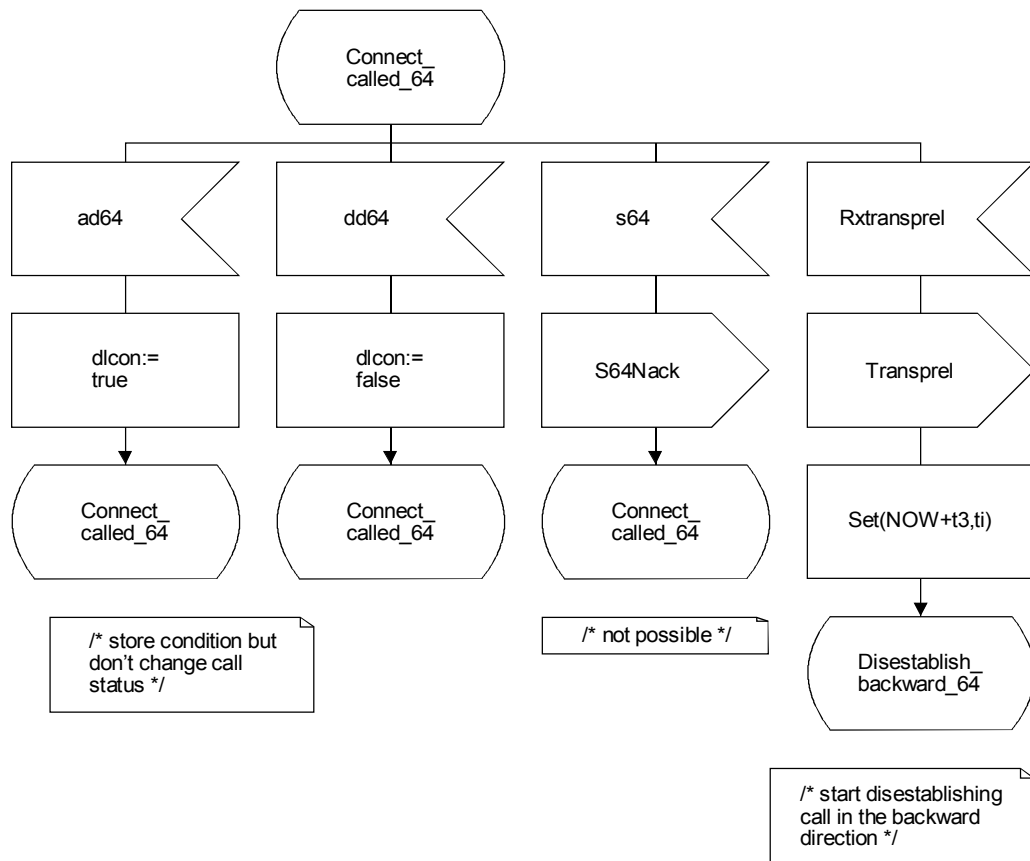 Connect_
called_64
ad64
dd64
s64
Rxtransprel
dlcon:=
true
dlcon:=
false
S64Nack
Transprel
Connect_
called_64
Connect_
called_64
Connect_
called_64
Set(NOW+t3,ti)
/* store condition but
don't change call
status */
/* not possible */
Disestablish_
backward_64
/* start disestablishing
call in the backward
direction */